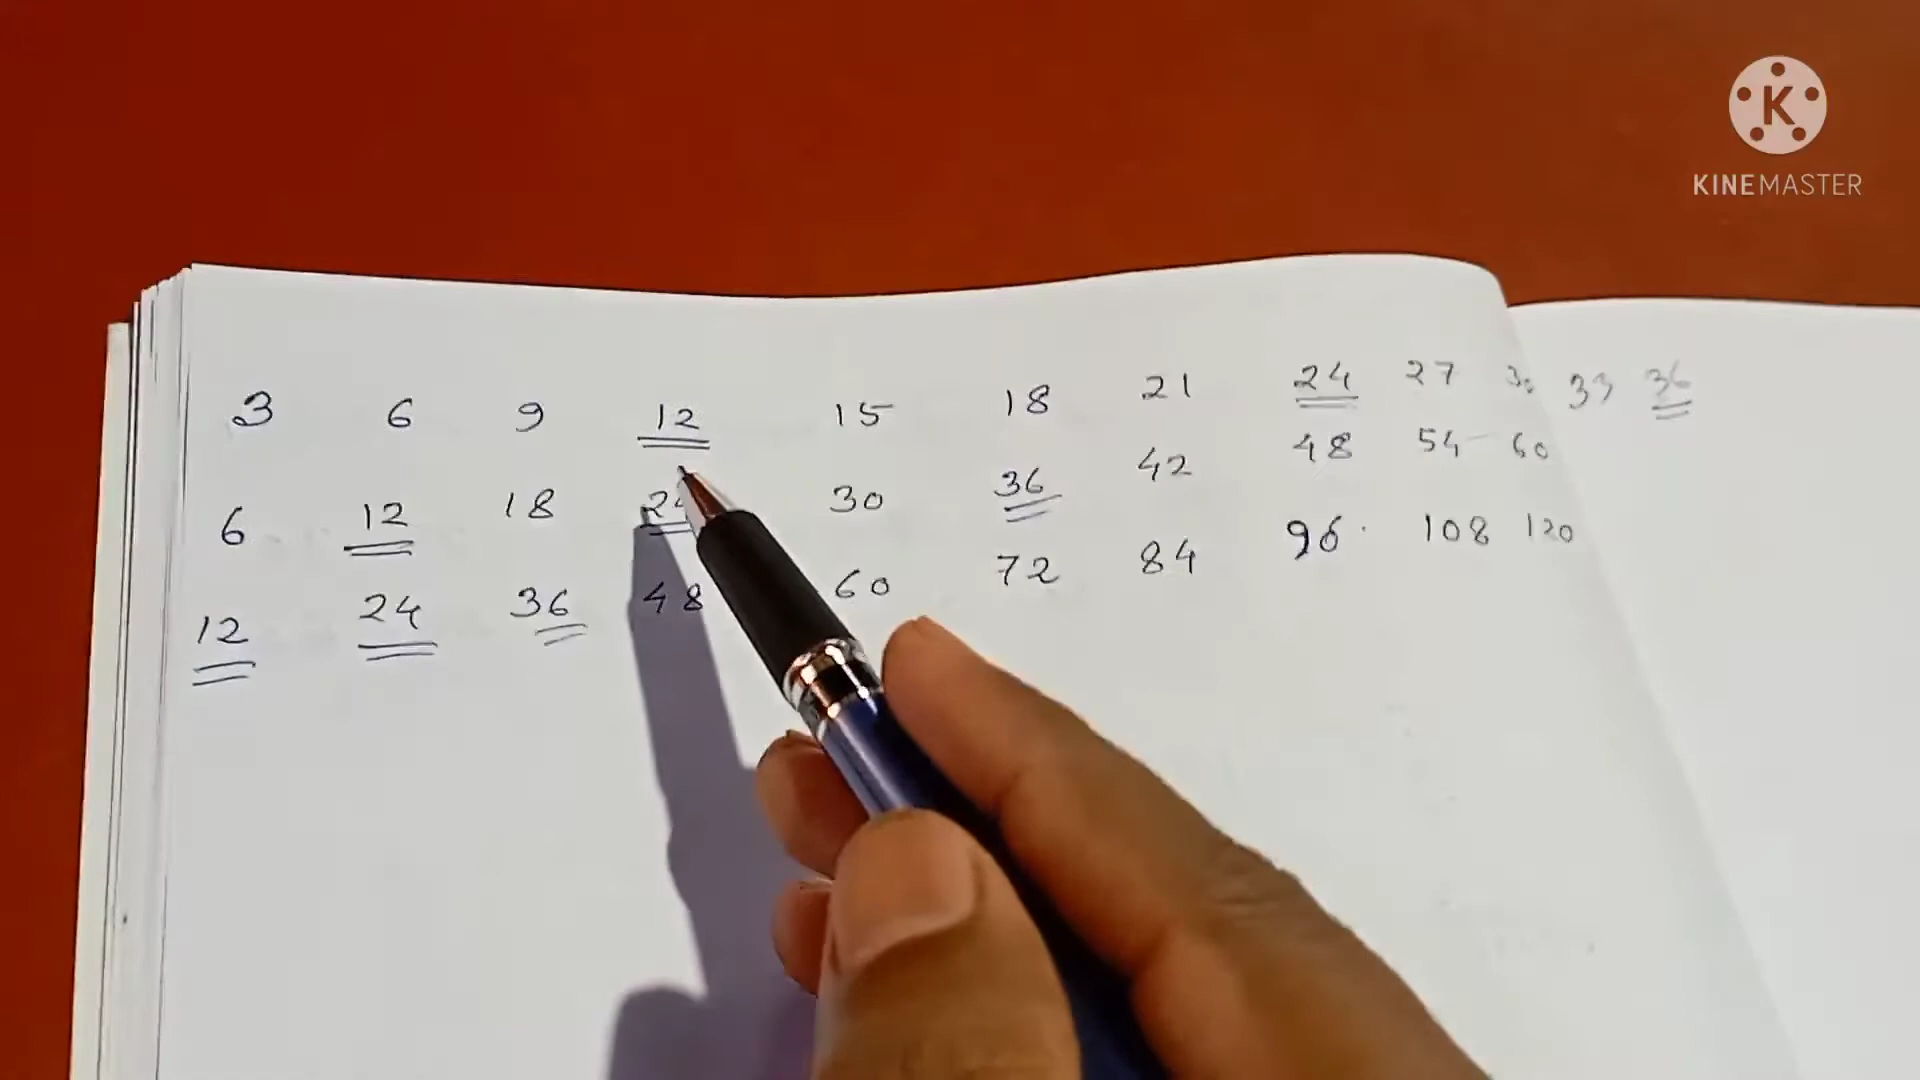 K
KINEMASTER
3 6 9 12 15 18 21 24 27 30 33 36
6 12 18 24 30 36 42 48 54 60
12 24 36 48 60 72 84 96 108 120